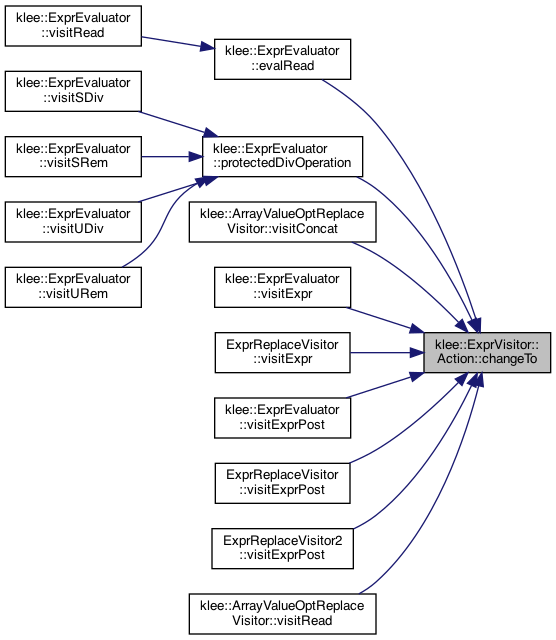 klee::ExprEvaluator
::visitRead
klee::ExprEvaluator
::evalRead
klee::ExprEvaluator
::visitSDiv
klee::ExprEvaluator
::visitSRem
klee::ExprEvaluator
::protectedDivOperation
klee::ExprEvaluator
::visitUDiv
klee::ArrayValueOptReplace
Visitor::visitConcat
klee::ExprEvaluator
::visitURem
klee::ExprEvaluator
::visitExpr
ExprReplaceVisitor
::visitExpr
klee::ExprVisitor::
Action::changeTo
klee::ExprEvaluator
::visitExprPost
ExprReplaceVisitor
::visitExprPost
ExprReplaceVisitor2
::visitExprPost
klee::ArrayValueOptReplace
Visitor::visitRead